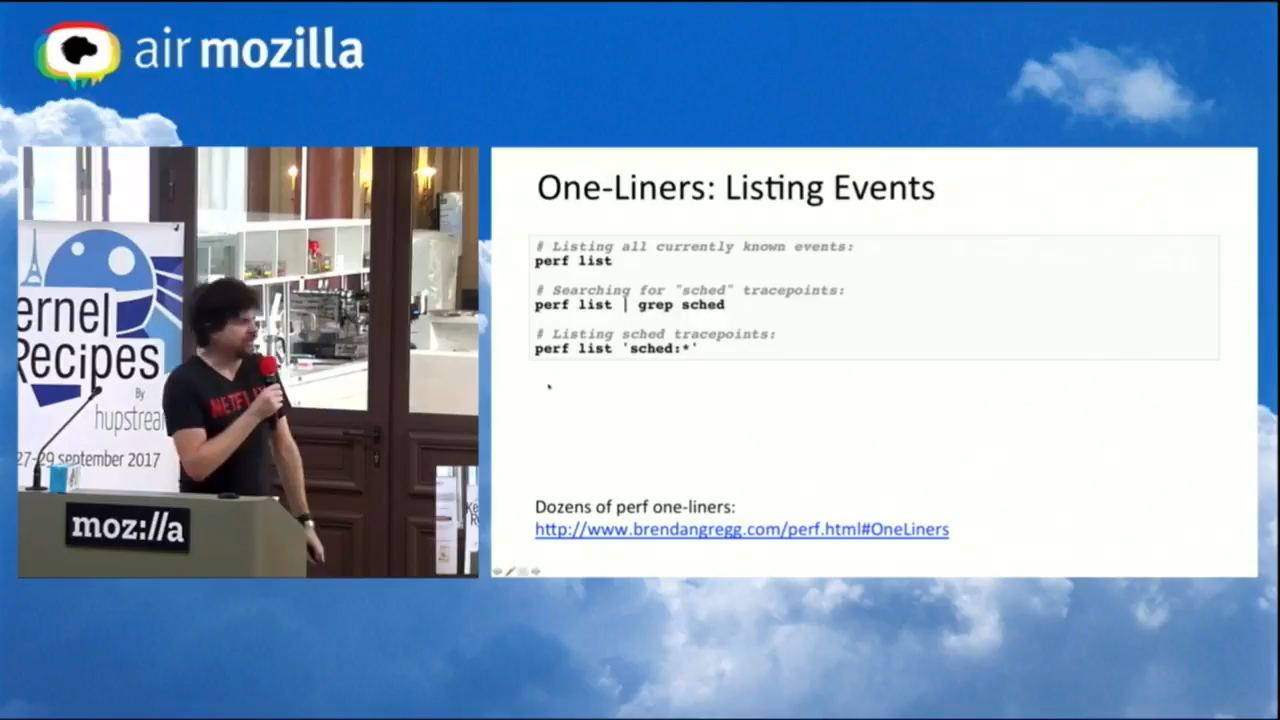 air mozilla
ernel
Recipes
By
hupstrea
27-29 september 2017
NETFLIX
moz://a
One-Liners: Listing Events
# Listing all currently known events:
perf list
# Searching for "sched" tracepoints:
perf list | grep sched
# Listing sched tracepoints:
perf list 'sched:*'
Dozens of perf one-liners:
http://www.brendangregg.com/perf.html#OneLiners